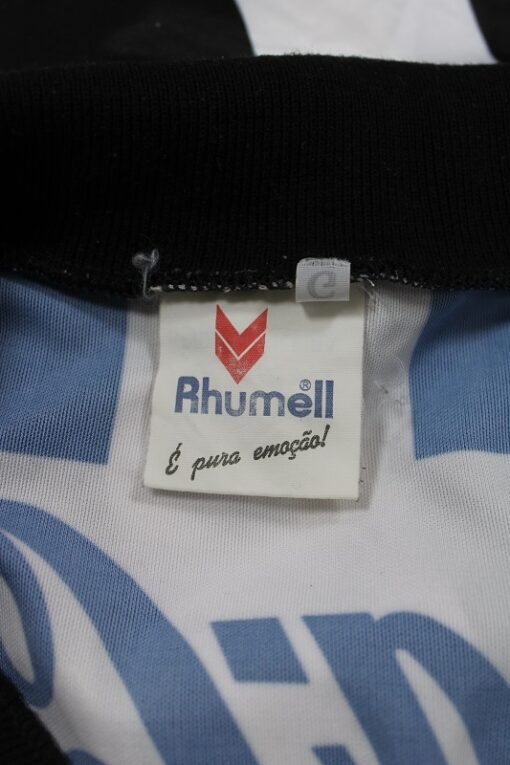 G
Rhumell®
É pura emoção!